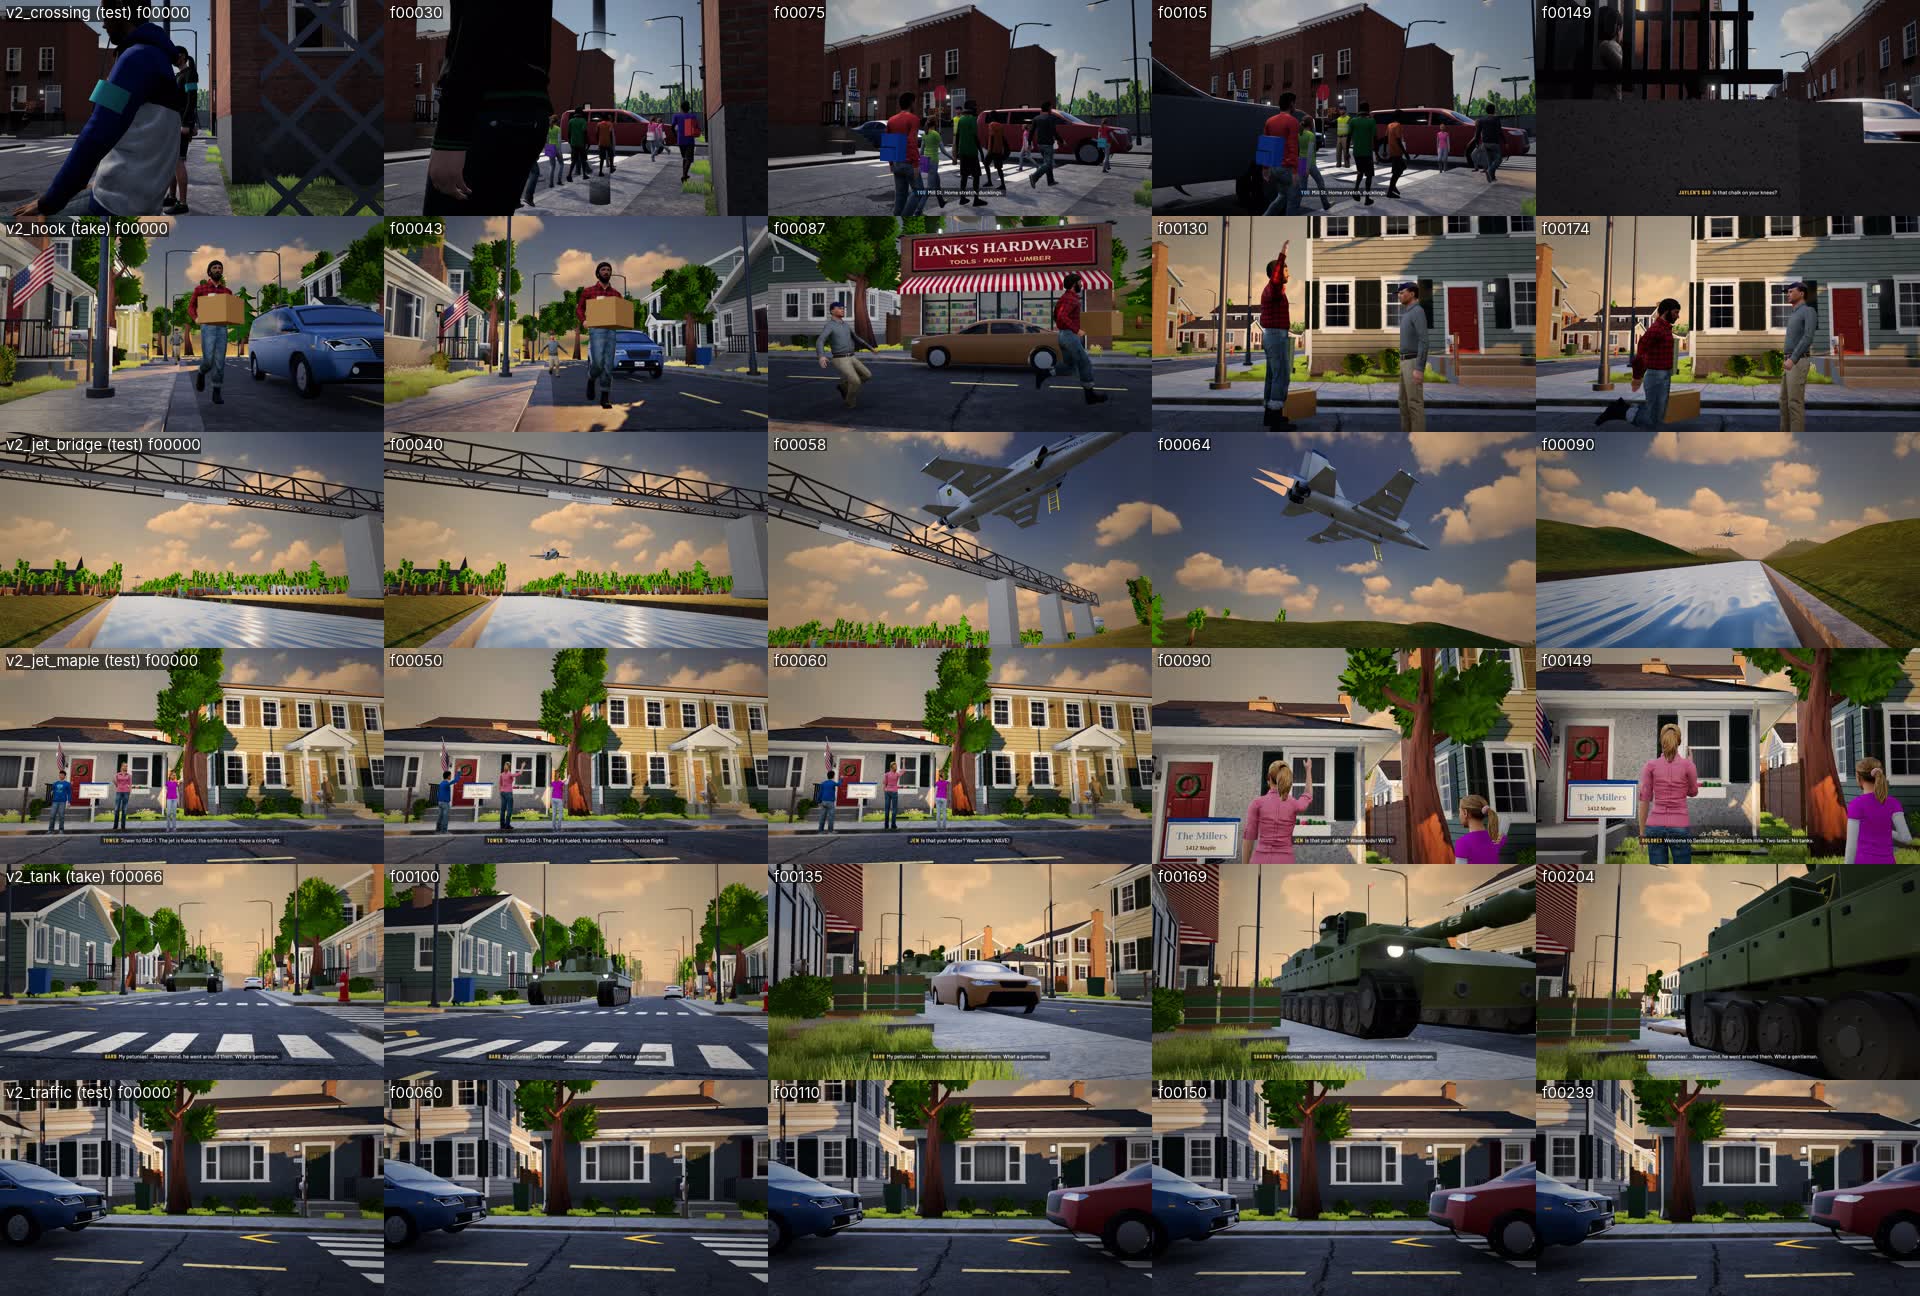 v2_crossing (test) f00000
f00030
f00075
f00105
f00149
BUS
BUS
YOU Mill St. Home stretch, ducklings.
YOU Mill St. Home stretch, ducklings.
JAYLEN'S DAD Is that chalk on your knees?
v2_hook (take) f00000
f00043
f00087
f00130
f00174
HANK'S HARDWARE
TOOLS · PAINT · LUMBER
v2_jet_bridge (test) f00000
f00040
f00058
f00064
f00090
v2_jet_maple (test) f00000
f00050
f00060
f00090
f00149
The Millers
1412 Maple
The Millers
1412 Maple
TOWER Tower to DAD-1. The jet is fueled, the coffee is not. Have a nice flight.
TOWER Tower to DAD-1. The jet is fueled, the coffee is not. Have a nice flight.
JEN Is that your father? Wave, kids! WAVE!
JEN Is that your father? Wave, kids! WAVE!
DOLORES Welcome to Sensible Dragway. Eighth mile. Two lanes. No tanks.
v2_tank (take) f00066
f00100
f00135
f00169
f00204
BARB My petunias! ...Never mind, he went around them. What a gentleman.
BARB My petunias! ...Never mind, he went around them. What a gentleman.
BARB My petunias! ...Never mind, he went around them. What a gentleman.
SHARON My petunias! ...Never mind, he went around them. What a gentleman.
SHARON My petunias! ...Never mind, he went around them. What a gentleman.
v2_traffic (test) f00000
f00060
f00110
f00150
f00239